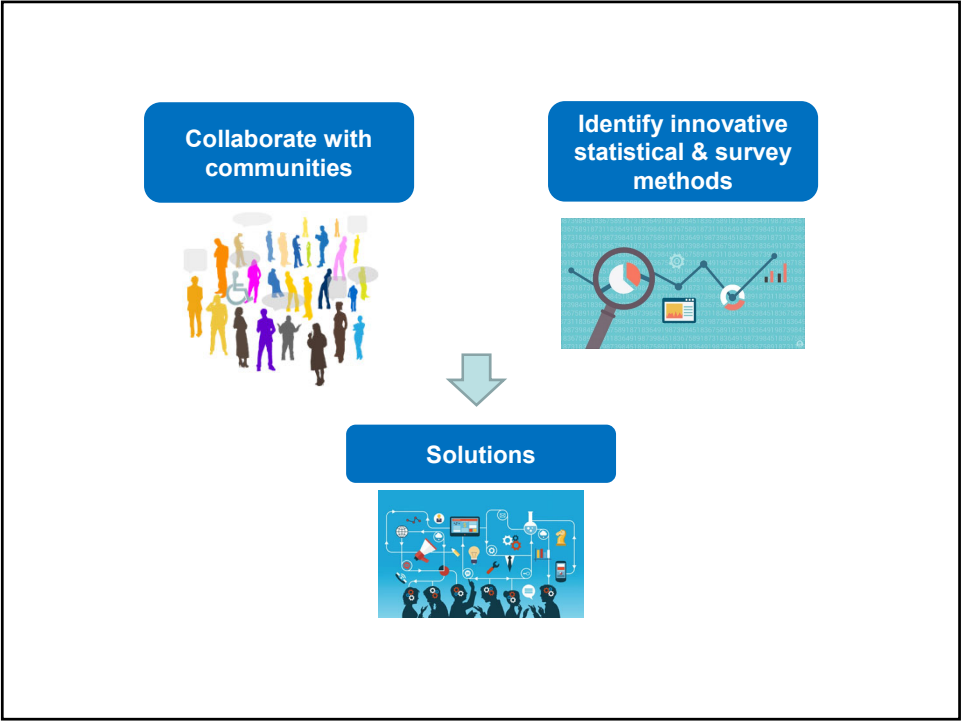 Collaborate with
communities
Identify innovative
statistical & survey
methods
Solutions